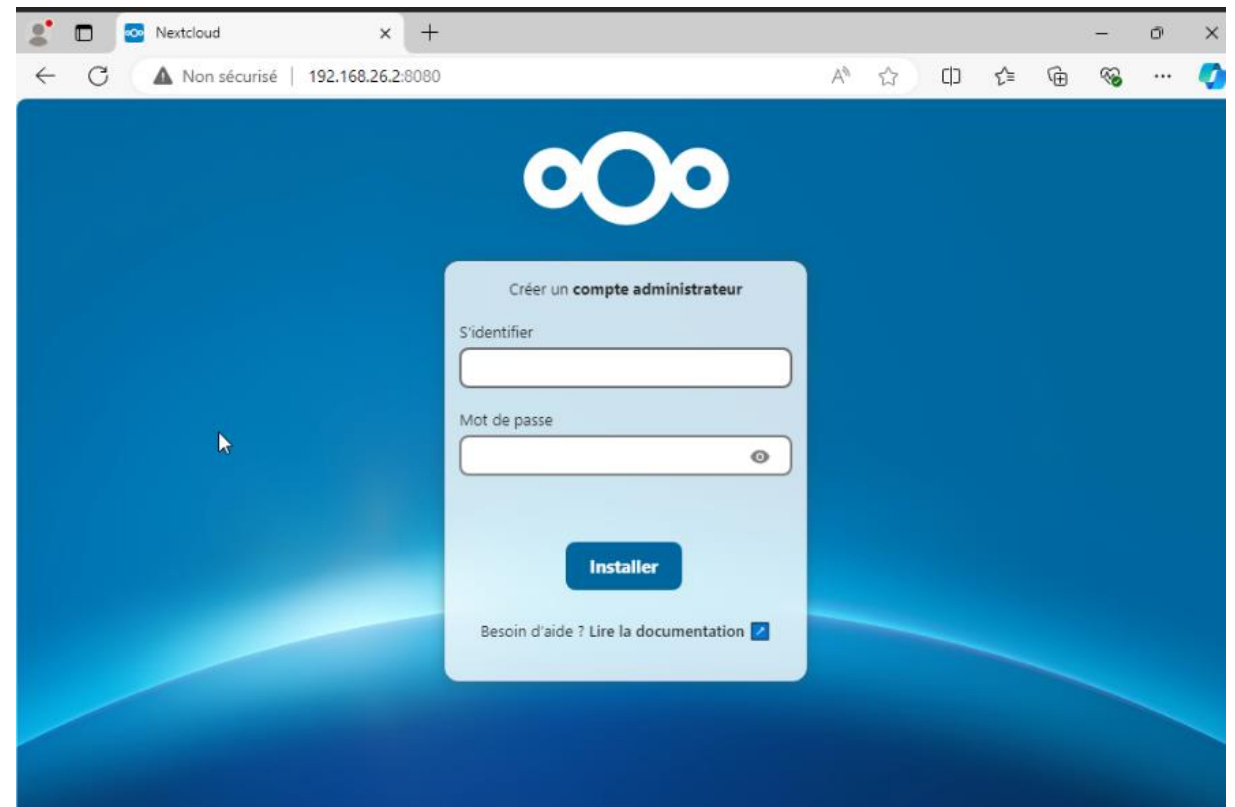 Nextcloud
Non sécurisé | 192.168.26.2:8080
Créer un compte administrateur
S'identifier
Mot de passe
Installer
Besoin d'aide ? Lire la documentation